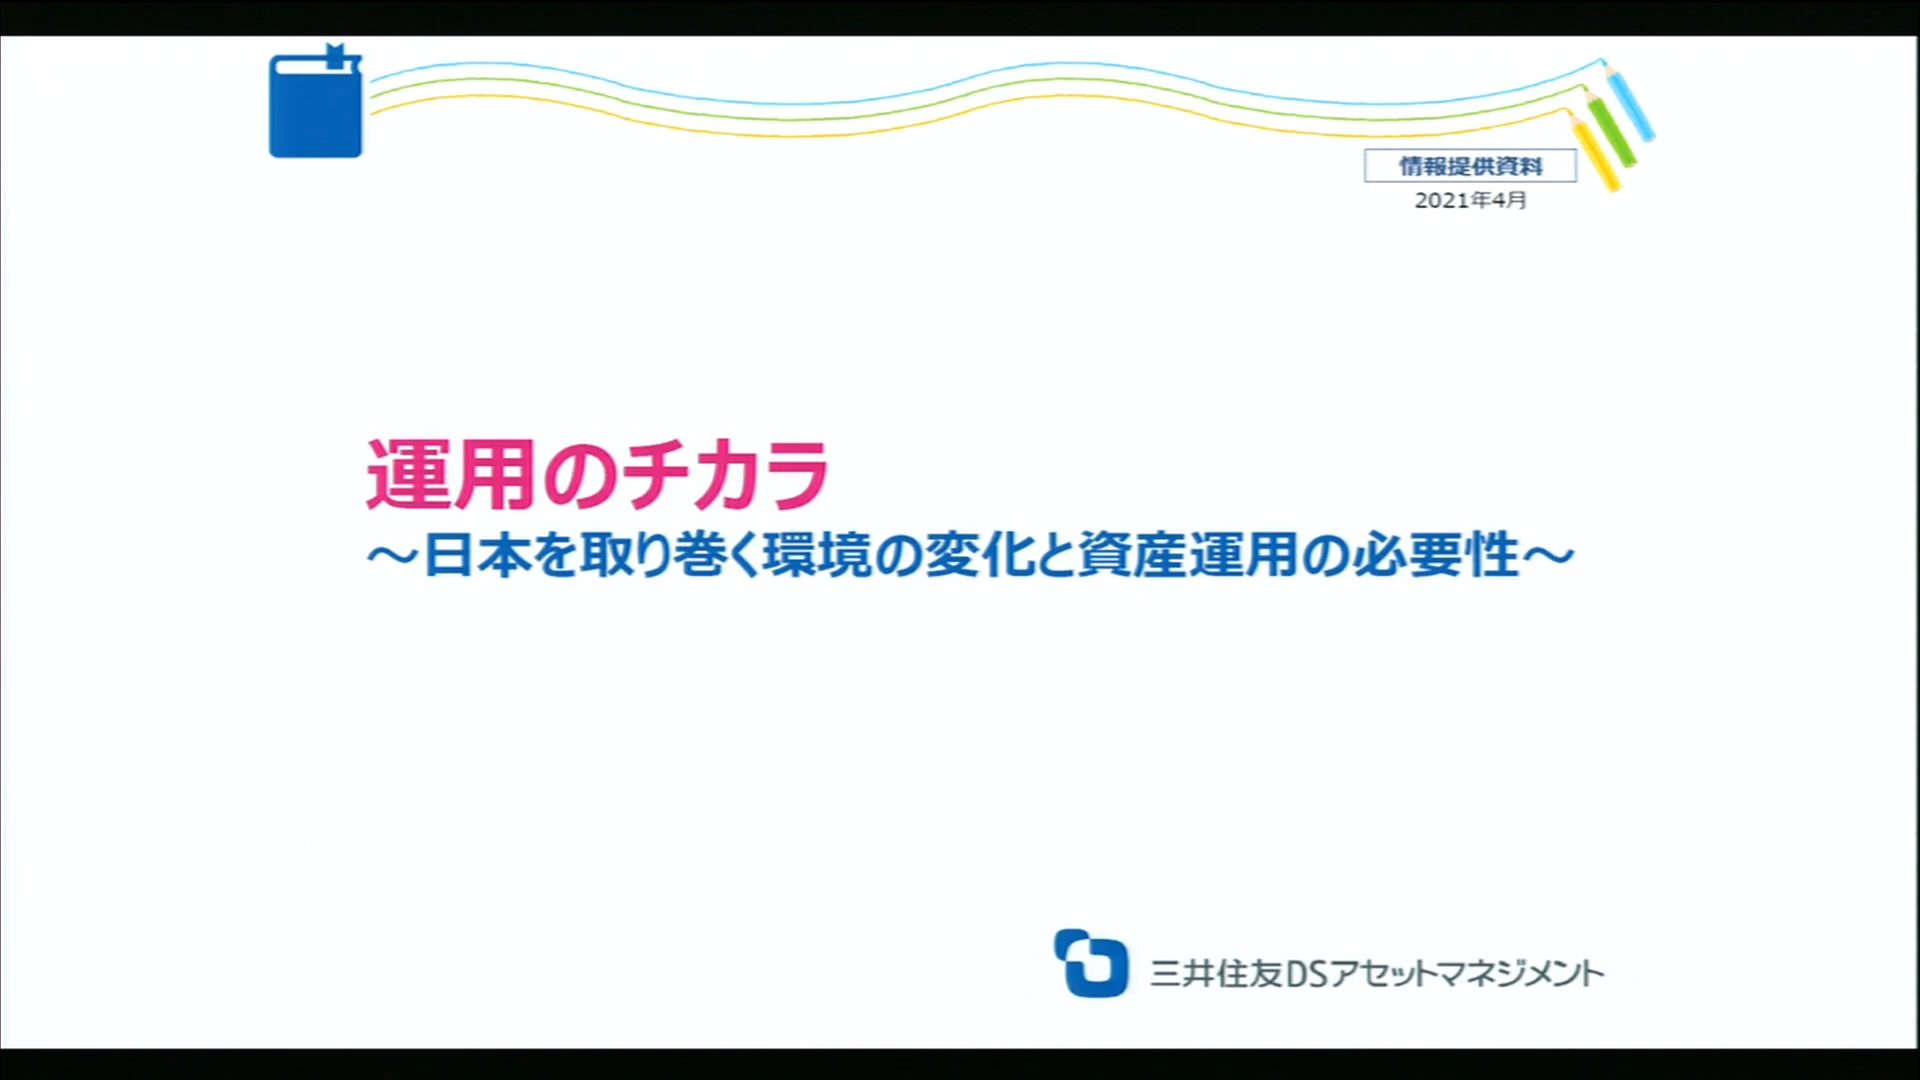 情報提供資料
2021年4月
運用のチカラ
～日本を取り巻く環境の変化と資産運用の必要性～
三井住友DSアセットマネジメント